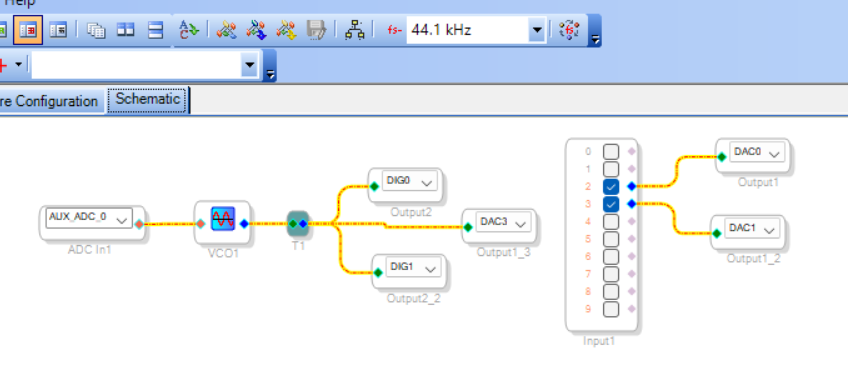 Help
fs- 44.1 kHz
re Configuration
Schematic
AUX_ADC_0
ADC In1
VCO1
T1
DIG0
Output2
DAC3
Output1_3
DIG1
Output2_2
0
1
2
3
4
5
6
7
8
9
Input1
DAC0
Output1
DAC1
Output1_2